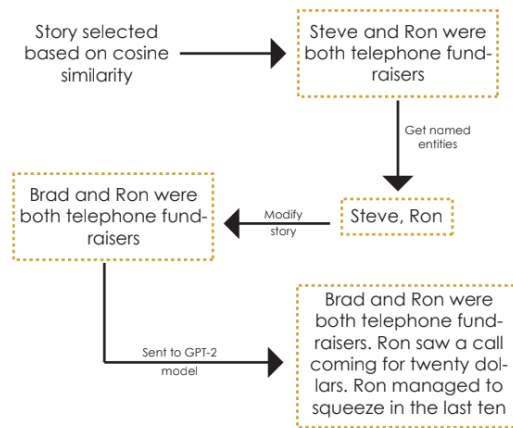 Story selected
based on cosine
similarity
Steve and Ron were
both telephone fund-
raisers
Get named
entities
Steve, Ron
Modify
story
Brad and Ron were
both telephone fund-
raisers
Sent to GPT-2
model
Brad and Ron were
both telephone fund-
raisers. Ron saw a call
coming for twenty dol-
lars. Ron managed to
squeeze in the last ten